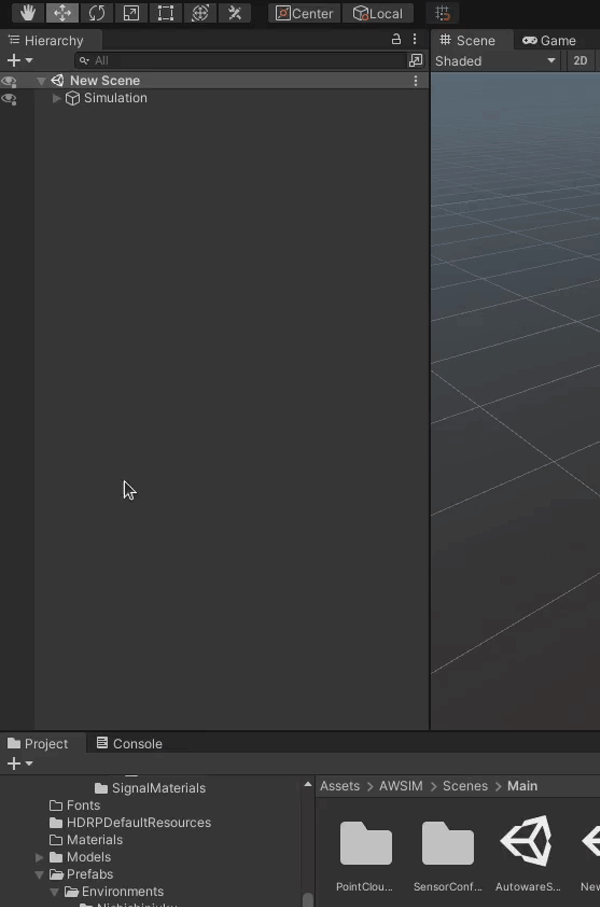 Center Local
Hierarchy
Scene Game
All
Shaded 2D
New Scene
Simulation
Project Console
SignalMaterials
Assets > AWSIM > Scenes > Main
Fonts
HDRPDefaultResources
Materials
Models
Prefabs
Environments
PointClou... SensorConf... AutowareS... New